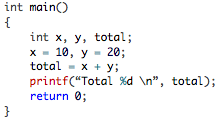 int main()
{
    int x, y, total;
    x = 10, y = 20;
    total = x + y;
    printf(“Total %d \n”, total);
    return 0;
}